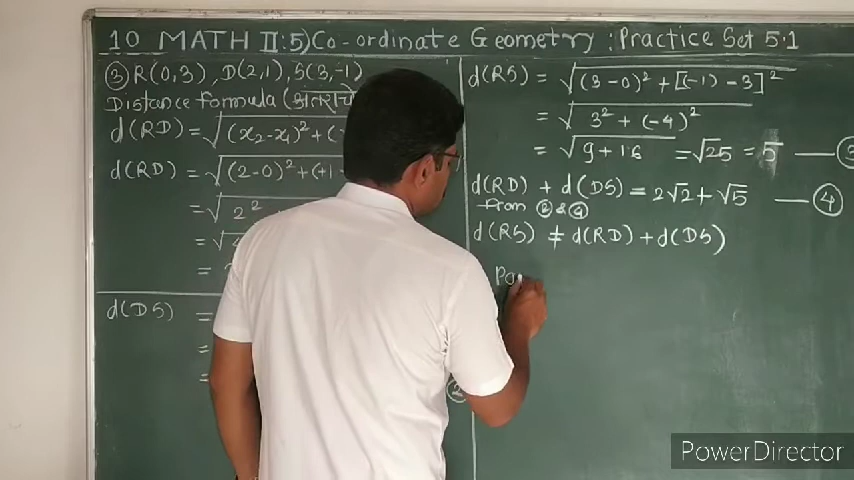 10 MATH II:5) Co-ordinate Geometry : Practice Set 5.1
③ R(0,3), D(2,1), S(3,-1)
Distance formula (
d(RD) = √(x₂-x₁)²+(
d(RD) = √(2-0)²+(+1-
= √2²
= √4
=
d(DS) =
=
=
②
d(RS) = √(3-0)² + [(-1)-3]²
= √3² + (-4)²
= √9+16 = √25 = 5 — ③
d(RD) + d(DS) = 2√2 + √5 — ④
from ③ & ④
d(RS) ≠ d(RD) + d(DS)
Po
PowerDirector